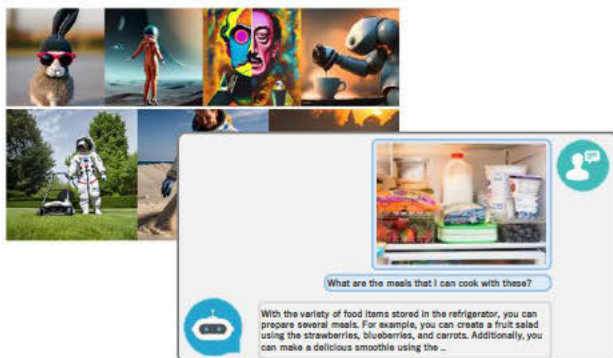 What are the meals that I can cook with these?
With the variety of food items stored in the refrigerator, you can
prepare several meals. For example, you can create a fruit salad
using the strawberries, blueberries, and carrots. Additionally, you
can make a delicious smoothie using the ..